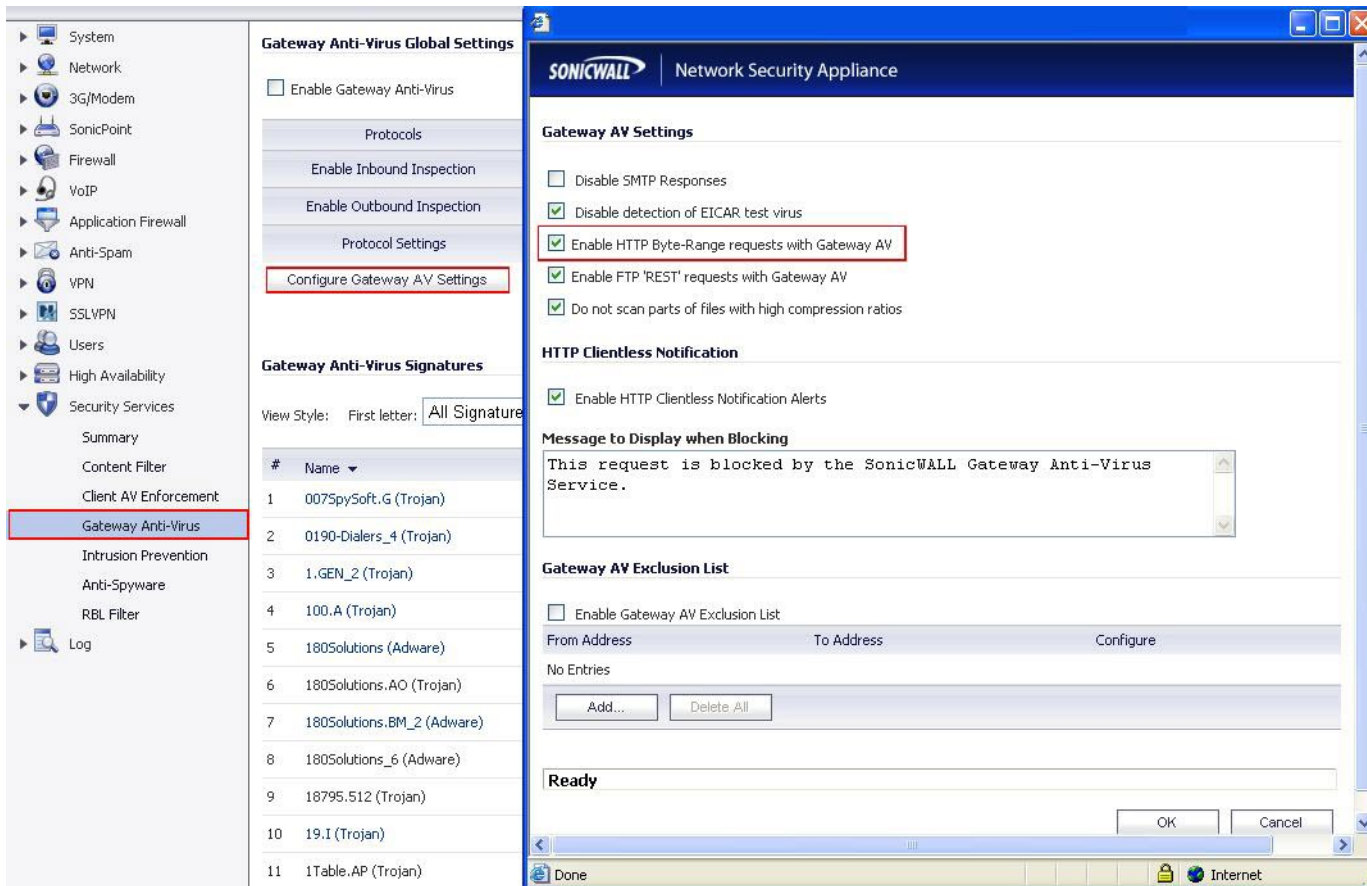 System
Network
3G/Modem
SonicPoint
Firewall
VoIP
Application Firewall
Anti-Spam
VPN
SSLVPN
Users
High Availability
Security Services
Summary
Content Filter
Client AV Enforcement
Gateway Anti-Virus
Intrusion Prevention
Anti-Spyware
RBL Filter
Log
Gateway Anti-Virus Global Settings
Enable Gateway Anti-Virus
Protocols
Enable Inbound Inspection
Enable Outbound Inspection
Protocol Settings
Configure Gateway AV Settings
Gateway Anti-Virus Signatures
View Style: First letter: All Signature
# Name
1 007SpySoft.G (Trojan)
2 0190-Dialers_4 (Trojan)
3 1.GEN_2 (Trojan)
4 100.A (Trojan)
5 180Solutions (Adware)
6 180Solutions.AO (Trojan)
7 180Solutions.BM_2 (Adware)
8 180Solutions_6 (Adware)
9 18795.512 (Trojan)
10 19.I (Trojan)
11 1Table.AP (Trojan)
SONICWALL Network Security Appliance
Gateway AV Settings
Disable SMTP Responses
Disable detection of EICAR test virus
Enable HTTP Byte-Range requests with Gateway AV
Enable FTP 'REST' requests with Gateway AV
Do not scan parts of files with high compression ratios
HTTP Clientless Notification
Enable HTTP Clientless Notification Alerts
Message to Display when Blocking
This request is blocked by the SonicWALL Gateway Anti-Virus
Service.
Gateway AV Exclusion List
Enable Gateway AV Exclusion List
From Address To Address Configure
No Entries
Add... Delete All
Ready
OK Cancel
Done Internet